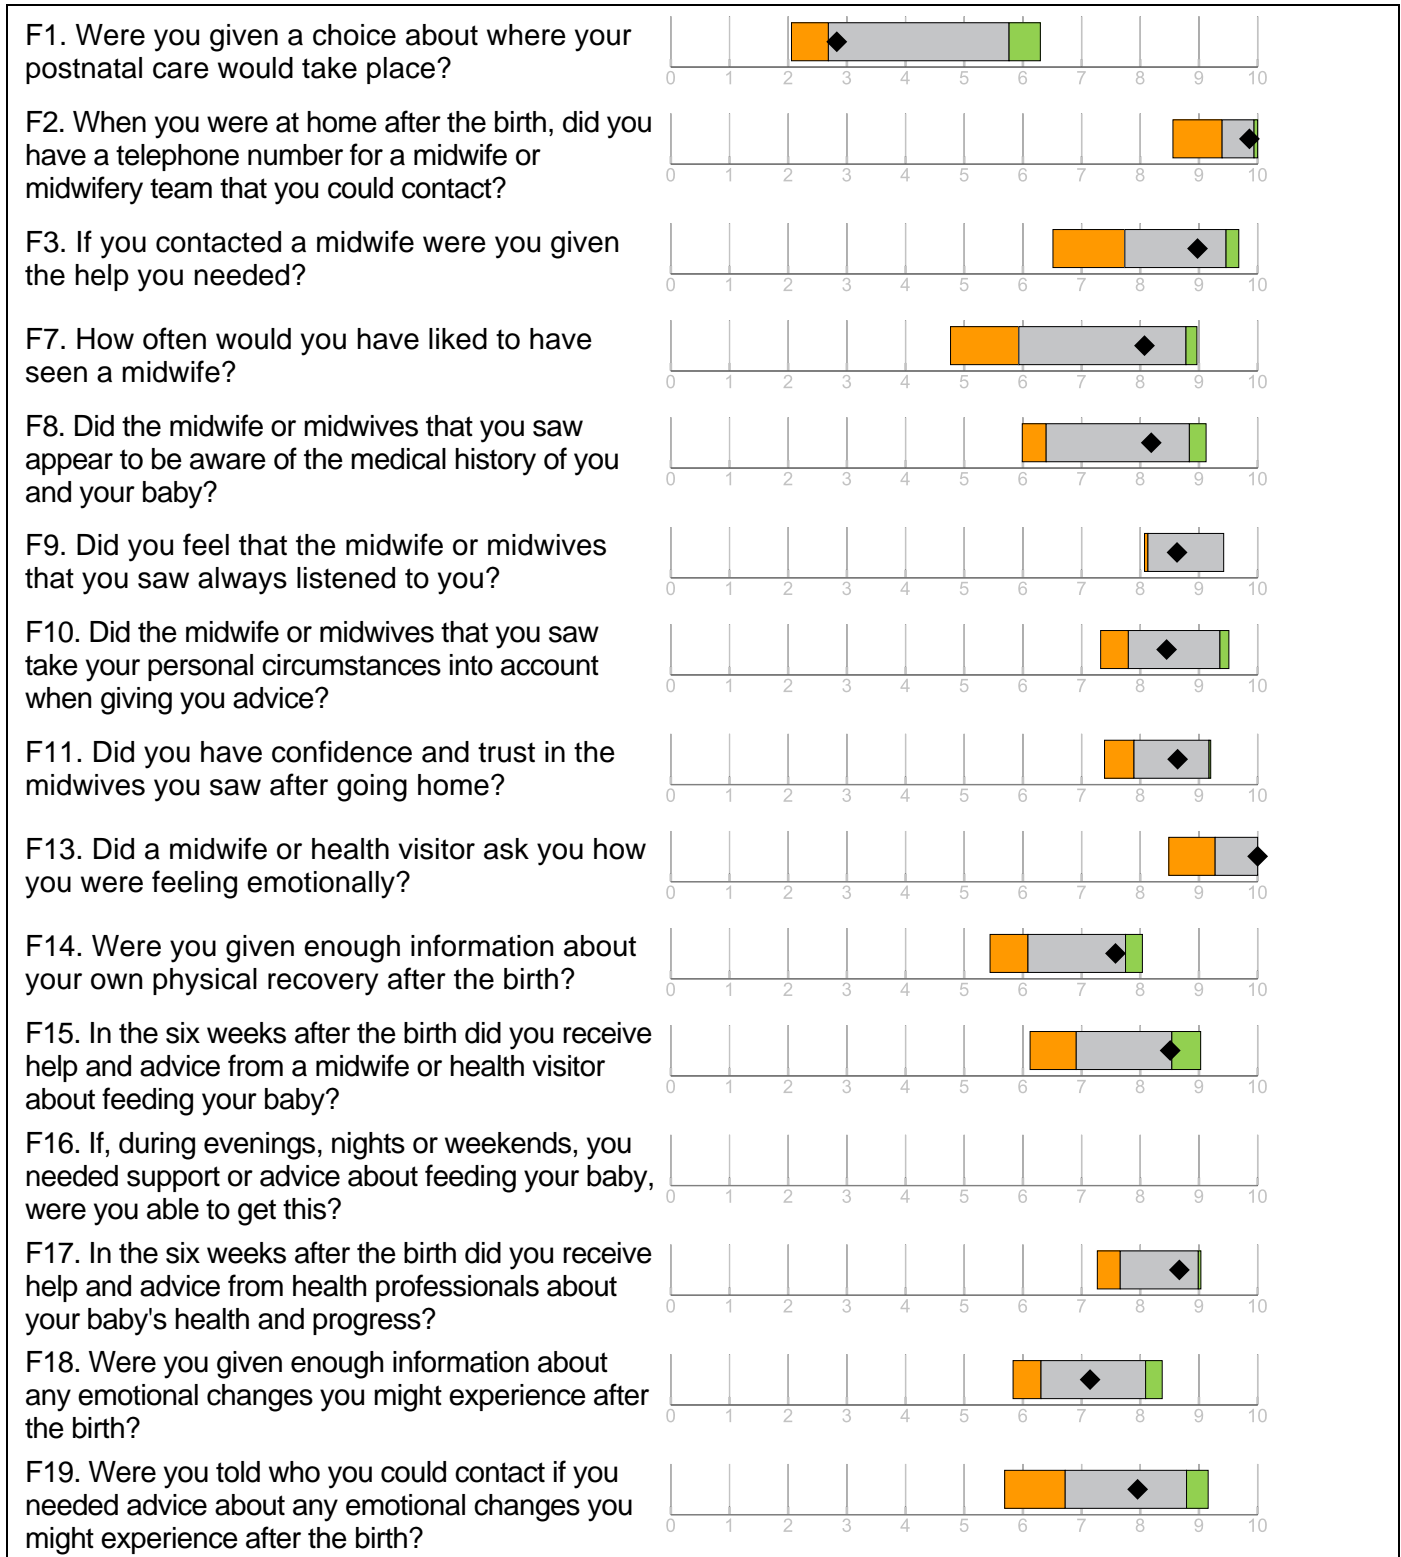 F1. Were you given a choice about where your
postnatal care would take place?
0 1 2 3 4 5 6 7 8 9 10
F2. When you were at home after the birth, did you
have a telephone number for a midwife or
midwifery team that you could contact?
0 1 2 3 4 5 6 7 8 9 10
F3. If you contacted a midwife were you given
the help you needed?
0 1 2 3 4 5 6 7 8 9 10
F7. How often would you have liked to have
seen a midwife?
0 1 2 3 4 5 6 7 8 9 10
F8. Did the midwife or midwives that you saw
appear to be aware of the medical history of you
and your baby?
0 1 2 3 4 5 6 7 8 9 10
F9. Did you feel that the midwife or midwives
that you saw always listened to you?
0 1 2 3 4 5 6 7 8 9 10
F10. Did the midwife or midwives that you saw
take your personal circumstances into account
when giving you advice?
0 1 2 3 4 5 6 7 8 9 10
F11. Did you have confidence and trust in the
midwives you saw after going home?
0 1 2 3 4 5 6 7 8 9 10
F13. Did a midwife or health visitor ask you how
you were feeling emotionally?
0 1 2 3 4 5 6 7 8 9 10
F14. Were you given enough information about
your own physical recovery after the birth?
0 1 2 3 4 5 6 7 8 9 10
F15. In the six weeks after the birth did you receive
help and advice from a midwife or health visitor
about feeding your baby?
0 1 2 3 4 5 6 7 8 9 10
F16. If, during evenings, nights or weekends, you
needed support or advice about feeding your baby,
were you able to get this?
0 1 2 3 4 5 6 7 8 9 10
F17. In the six weeks after the birth did you receive
help and advice from health professionals about
your baby's health and progress?
0 1 2 3 4 5 6 7 8 9 10
F18. Were you given enough information about
any emotional changes you might experience after
the birth?
0 1 2 3 4 5 6 7 8 9 10
F19. Were you told who you could contact if you
needed advice about any emotional changes you
might experience after the birth?
0 1 2 3 4 5 6 7 8 9 10